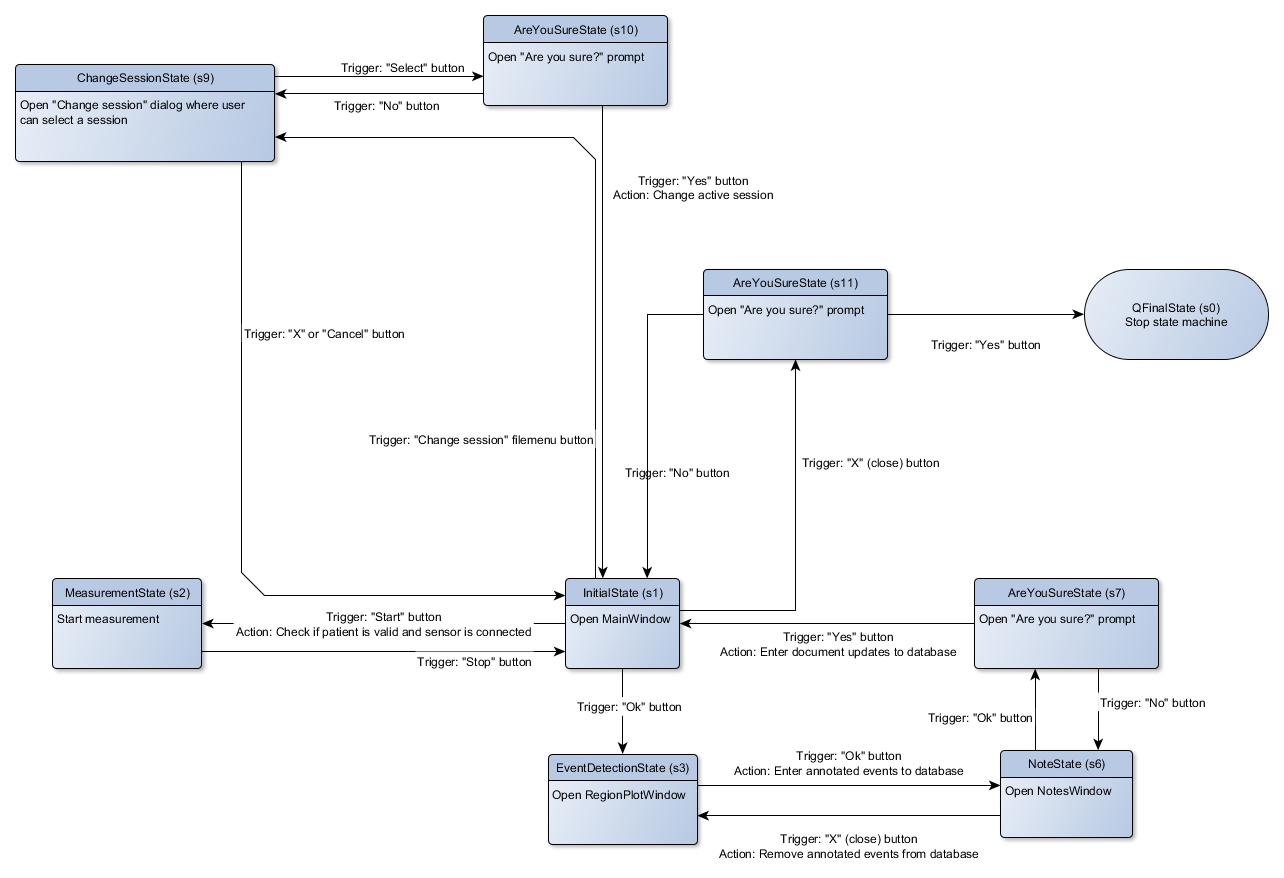 AreYouSureState (s10)
Open "Are you sure?" prompt
ChangeSessionState (s9)
Open "Change session" dialog where user
can select a session
Trigger: "Select" button
Trigger: "No" button
Trigger: "Yes" button
Action: Change active session
AreYouSureState (s11)
Open "Are you sure?" prompt
QFinalState (s0)
Stop state machine
Trigger: "Yes" button
Trigger: "X" or "Cancel" button
Trigger: "Change session" filemenu button
Trigger: "No" button
Trigger: "X" (close) button
MeasurementState (s2)
Start measurement
Trigger: "Start" button
Action: Check if patient is valid and sensor is connected
Trigger: "Stop" button
InitialState (s1)
Open MainWindow
Trigger: "Yes" button
Action: Enter document updates to database
AreYouSureState (s7)
Open "Are you sure?" prompt
Trigger: "Ok" button
Trigger: "Ok" button
Trigger: "No" button
EventDetectionState (s3)
Open RegionPlotWindow
Trigger: "Ok" button
Action: Enter annotated events to database
NoteState (s6)
Open NotesWindow
Trigger: "X" (close) button
Action: Remove annotated events from database